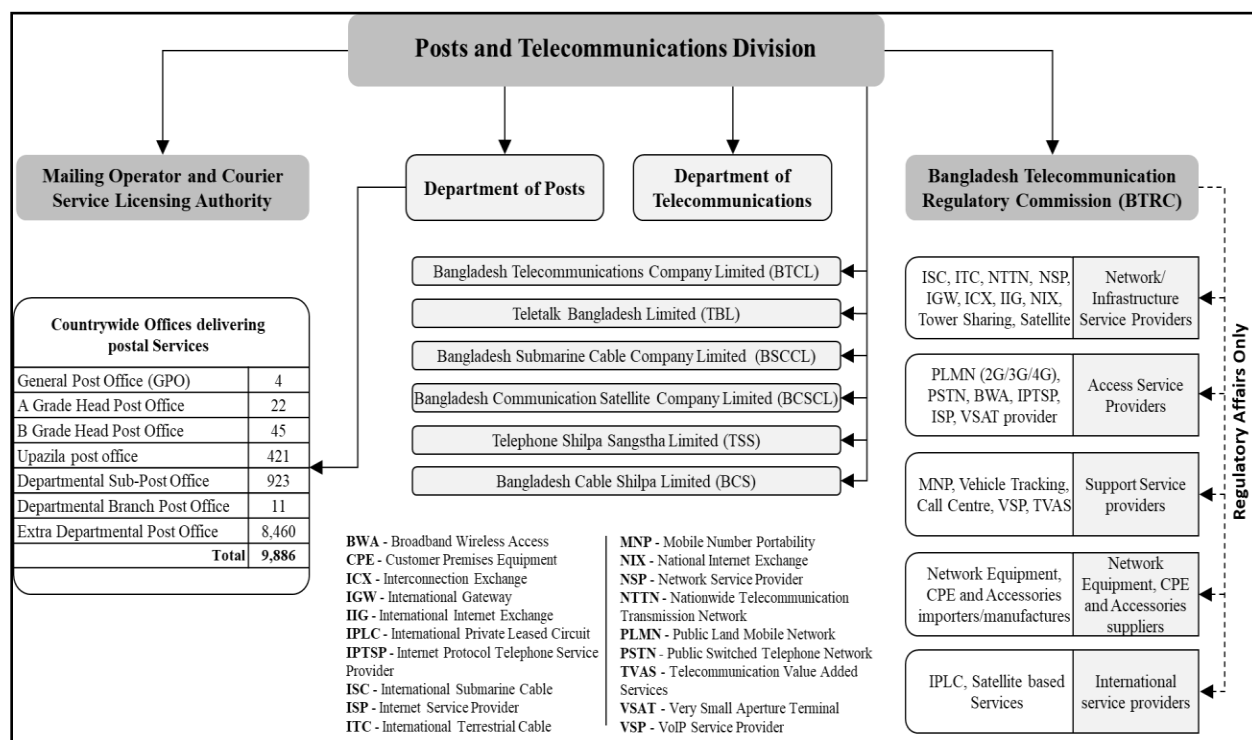 Posts and Telecommunications Division
Mailing Operator and Courier
Service Licensing Authority
Department of Posts
Department of
Telecommunications
Bangladesh Telecommunication
Regulatory Commission (BTRC)
Countrywide Offices delivering
postal Services
General Post Office (GPO) 4
A Grade Head Post Office 22
B Grade Head Post Office 45
Upazila post office 421
Departmental Sub-Post Office 923
Departmental Branch Post Office 11
Extra Departmental Post Office 8,460
Total 9,886
Bangladesh Telecommunications Company Limited (BTCL)
Teletalk Bangladesh Limited (TBL)
Bangladesh Submarine Cable Company Limited (BSCCL)
Bangladesh Communication Satellite Company Limited (BCSCL)
Telephone Shilpa Sangstha Limited (TSS)
Bangladesh Cable Shilpa Limited (BCS)
ISC, ITC, NTTN, NSP,
IGW, ICX, IIG, NIX,
Tower Sharing, Satellite
Network/
Infrastructure
Service Providers
PLMN (2G/3G/4G),
PSTN, BWA, IPTSP,
ISP, VSAT provider
Access Service
Providers
MNP, Vehicle Tracking,
Call Centre, VSP, TVAS
Support Service
providers
Network Equipment,
CPE and Accessories
importers/manufactures
Network
Equipment, CPE
and Accessories
suppliers
IPLC, Satellite based
Services
International
service providers
Regulatory Affairs Only
BWA - Broadband Wireless Access
CPE - Customer Premises Equipment
ICX - Interconnection Exchange
IGW - International Gateway
IIG - International Internet Exchange
IPLC - International Private Leased Circuit
IPTSP - Internet Protocol Telephone Service
Provider
ISC - International Submarine Cable
ISP - Internet Service Provider
ITC - International Terrestrial Cable
MNP - Mobile Number Portability
NIX - National Internet Exchange
NSP - Network Service Provider
NTTN - Nationwide Telecommunication
Transmission Network
PLMN - Public Land Mobile Network
PSTN - Public Switched Telephone Network
TVAS - Telecommunication Value Added
Services
VSAT - Very Small Aperture Terminal
VSP - VoIP Service Provider